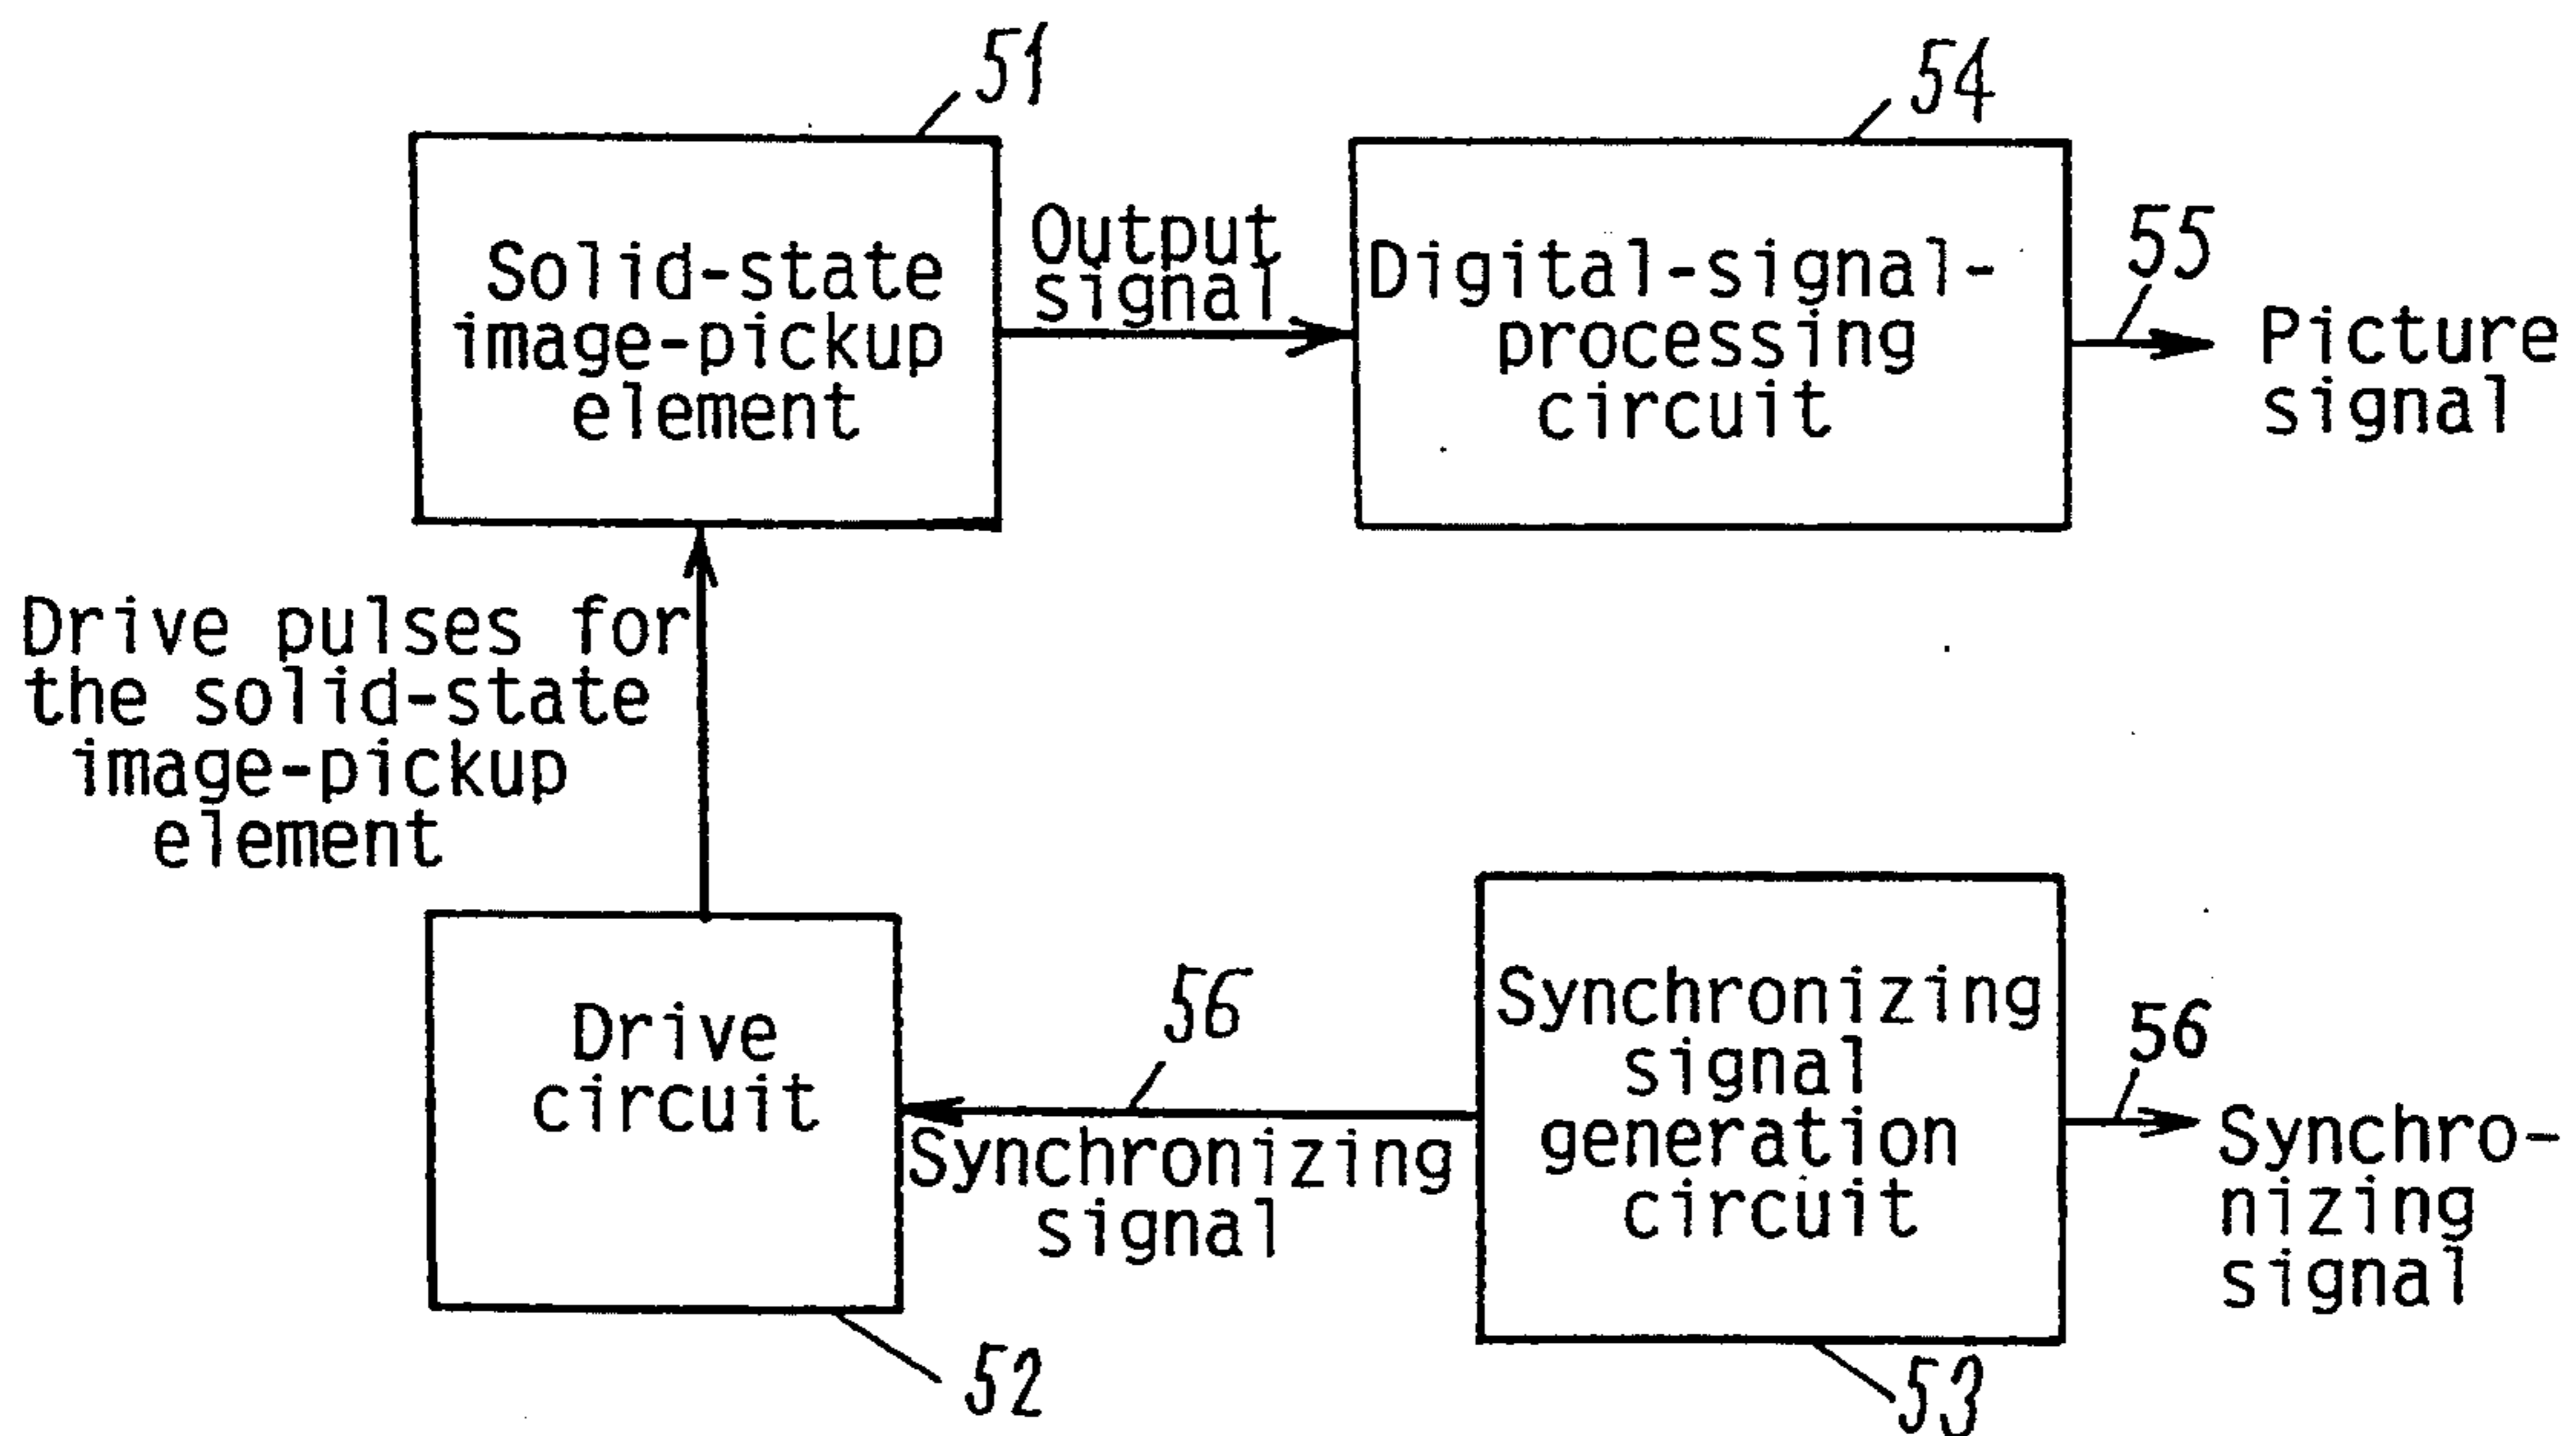 51
54
Solid-state
image-pickup
element
Output
signal
Digital-signal-
processing
circuit
55
Picture
signal
Drive pulses for
the solid-state
image-pickup
element
Drive
circuit
52
56
Synchronizing
signal
Synchronizing
signal
generation
circuit
53
56
Synchro-
nizing
signal